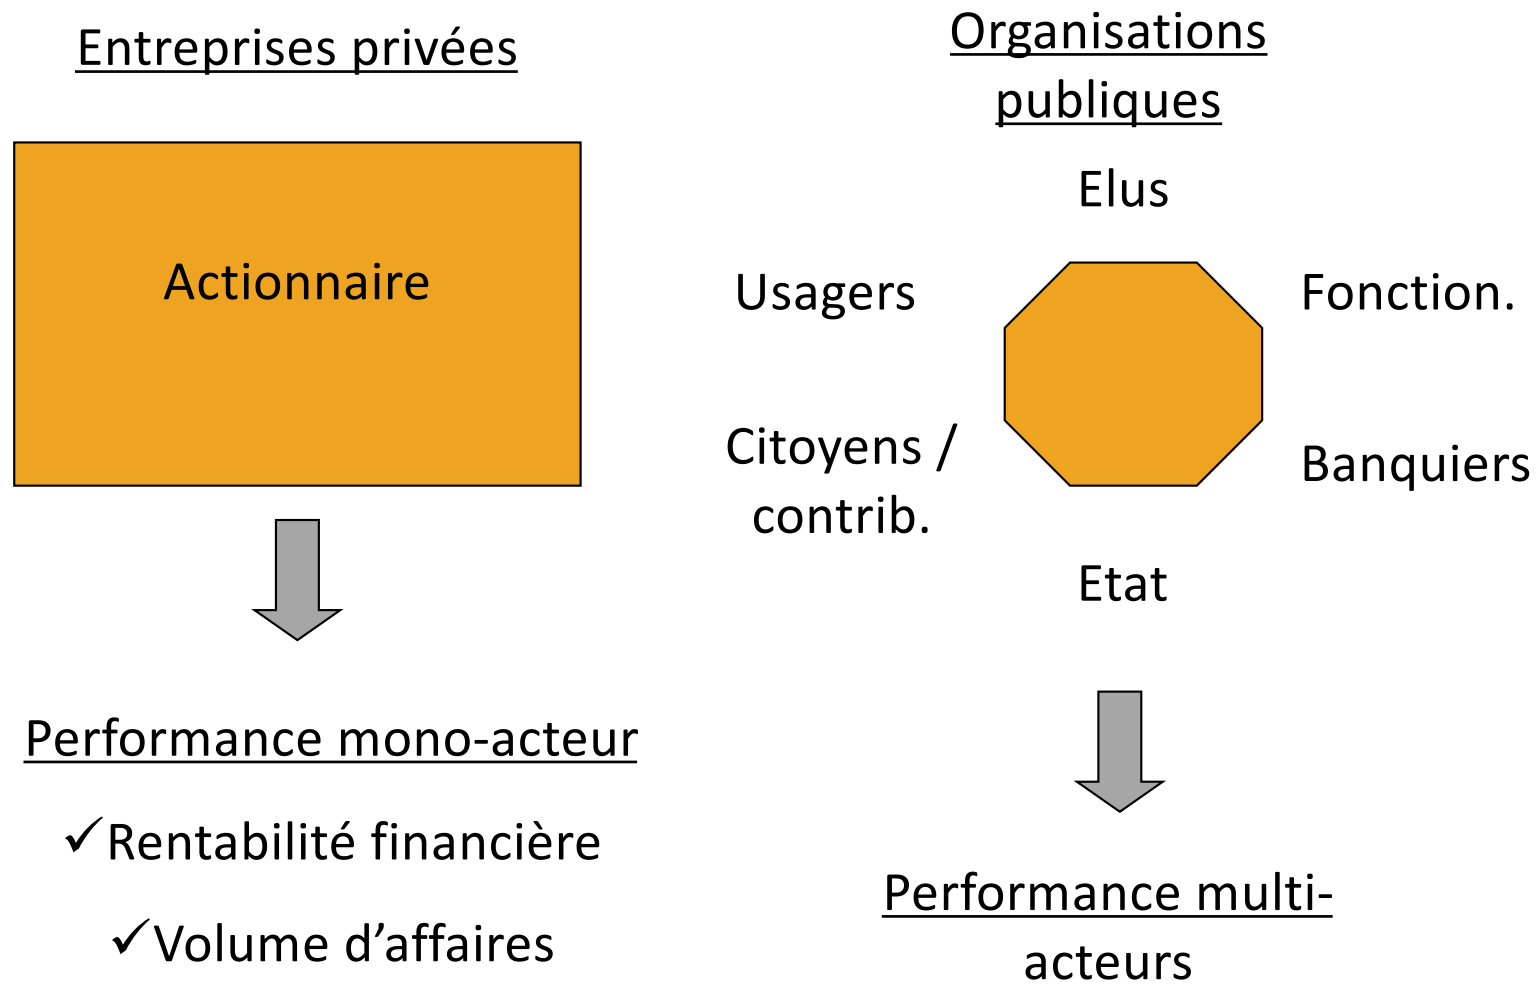 Entreprises privées
Actionnaire
Performance mono-acteur
✓Rentabilité financière
✓Volume d’affaires
Organisations
publiques
Elus
Usagers
Fonction.
Citoyens /
contrib.
Banquiers
Etat
Performance multi-
acteurs